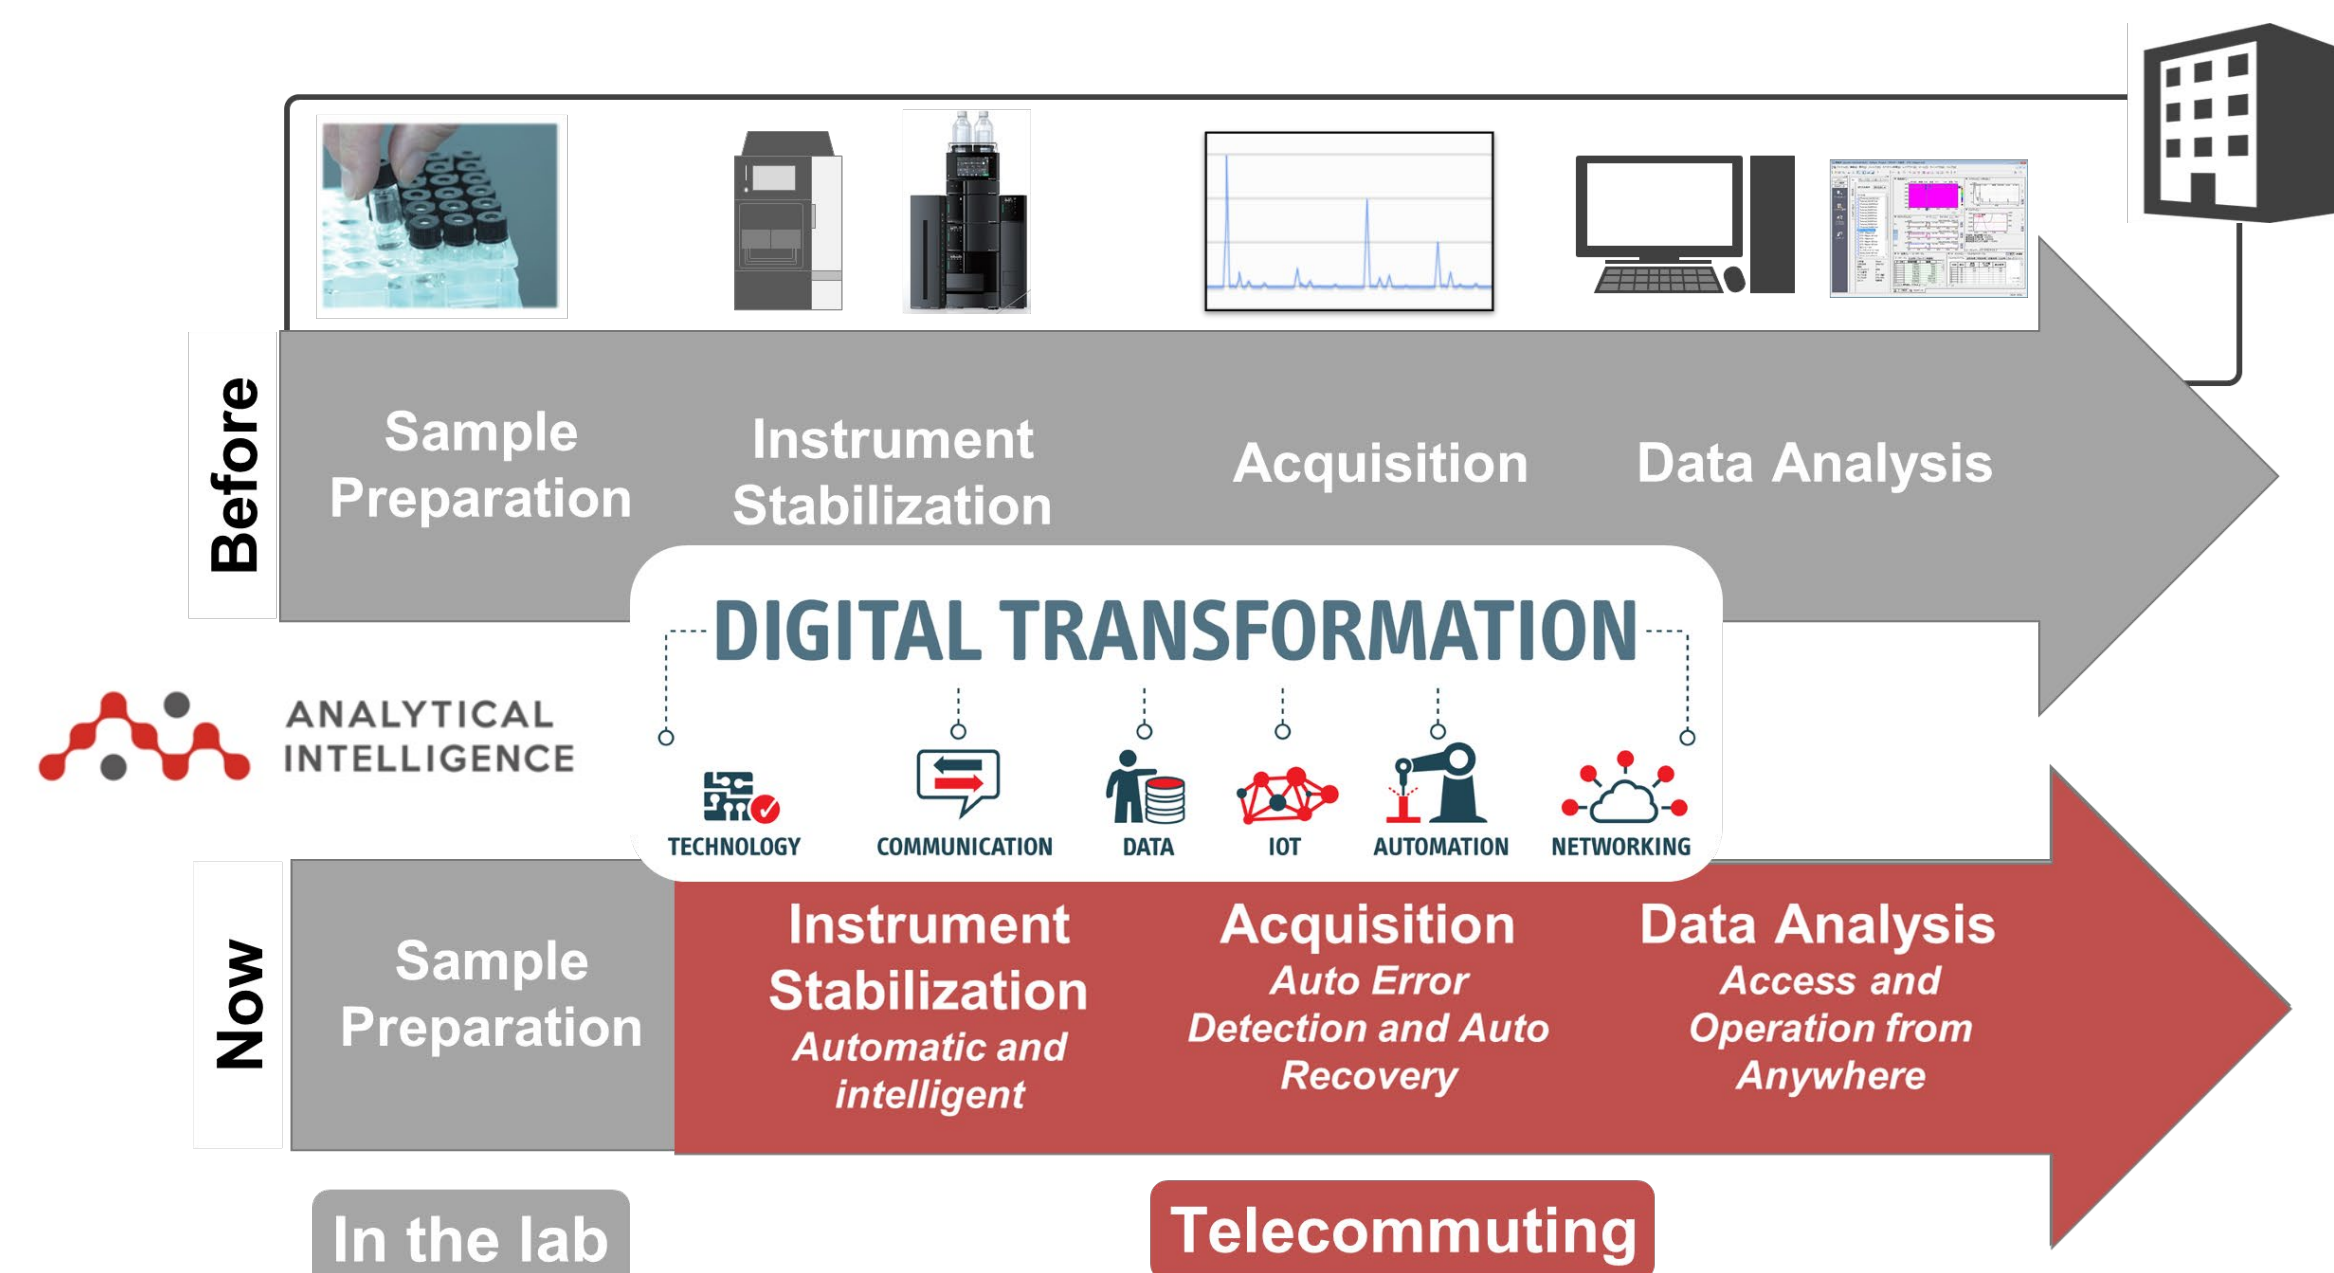 Before
Sample
Preparation
Instrument
Stabilization
Acquisition
Data Analysis
ANALYTICAL
INTELLIGENCE
DIGITAL TRANSFORMATION
TECHNOLOGY
COMMUNICATION
DATA
IOT
AUTOMATION
NETWORKING
Now
Sample
Preparation
Instrument
Stabilization
Automatic and
intelligent
Acquisition
Auto Error
Detection and Auto
Recovery
Data Analysis
Access and
Operation from
Anywhere
In the lab
Telecommuting